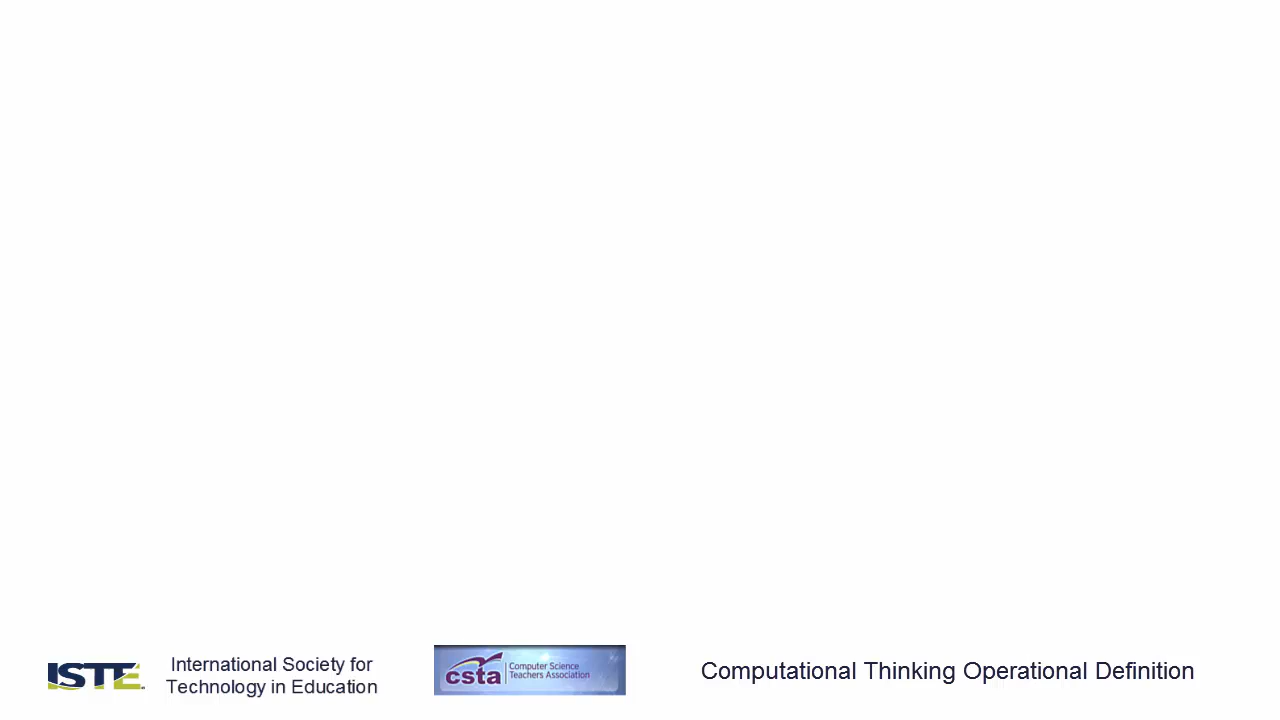 ISTE
International Society for
Technology in Education
csta
Computer Science
Teachers Association
Computational Thinking Operational Definition